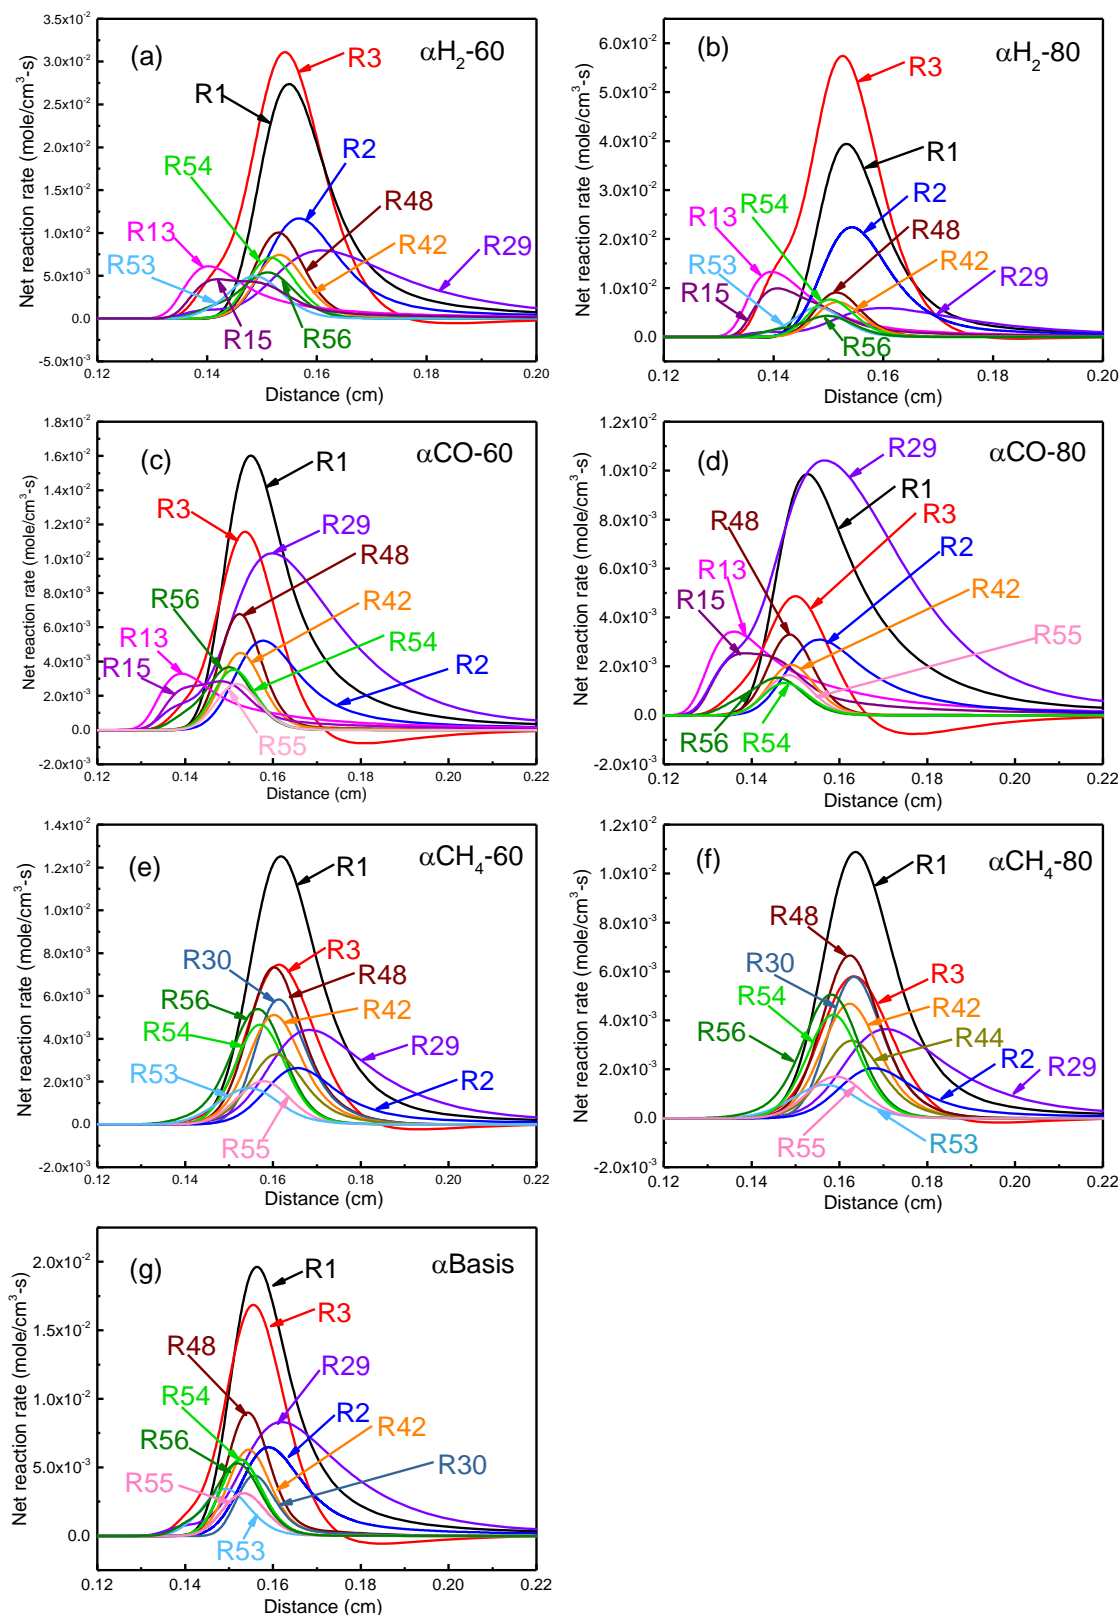 (a)
αH₂-60
Net reaction rate (mole/cm³-s)
3.5x10⁻²
3.0x10⁻²
2.5x10⁻²
2.0x10⁻²
1.5x10⁻²
1.0x10⁻²
5.0x10⁻³
0.0
-5.0x10⁻³
R3
R1
R2
R54
R48
R13
R42
R29
R53
R15
R56
0.12 0.14 0.16 0.18 0.20
Distance (cm)
(b)
αH₂-80
Net reaction rate (mole/cm³-s)
6.0x10⁻²
5.0x10⁻²
4.0x10⁻²
3.0x10⁻²
2.0x10⁻²
1.0x10⁻²
0.0
R3
R1
R2
R54
R13
R48
R53
R42
R29
R15
R56
0.12 0.14 0.16 0.18 0.20
Distance (cm)
(c)
αCO-60
Net reaction rate (mole/cm³-s)
1.8x10⁻²
1.6x10⁻²
1.4x10⁻²
1.2x10⁻²
1.0x10⁻²
8.0x10⁻³
6.0x10⁻³
4.0x10⁻³
2.0x10⁻³
0.0
-2.0x10⁻³
R1
R3
R29
R48
R56
R42
R13
R54
R15
R2
R55
0.12 0.14 0.16 0.18 0.20 0.22
Distance (cm)
(d)
αCO-80
Net reaction rate (mole/cm³-s)
1.2x10⁻²
1.0x10⁻²
8.0x10⁻³
6.0x10⁻³
4.0x10⁻³
2.0x10⁻³
0.0
-2.0x10⁻³
R29
R1
R48
R3
R2
R13
R42
R15
R55
R56
R54
0.12 0.14 0.16 0.18 0.20 0.22
Distance (cm)
(e)
αCH₄-60
Net reaction rate (mole/cm³-s)
1.4x10⁻²
1.2x10⁻²
1.0x10⁻²
8.0x10⁻³
6.0x10⁻³
4.0x10⁻³
2.0x10⁻³
0.0
-2.0x10⁻³
R1
R30
R3
R48
R56
R42
R54
R29
R53
R2
R55
0.12 0.14 0.16 0.18 0.20 0.22
Distance (cm)
(f)
αCH₄-80
Net reaction rate (mole/cm³-s)
1.2x10⁻²
1.0x10⁻²
8.0x10⁻³
6.0x10⁻³
4.0x10⁻³
2.0x10⁻³
0.0
-2.0x10⁻³
R1
R48
R30
R3
R54
R42
R56
R44
R2
R29
R55
R53
0.12 0.14 0.16 0.18 0.20 0.22
Distance (cm)
(g)
αBasis
Net reaction rate (mole/cm³-s)
2.0x10⁻²
1.5x10⁻²
1.0x10⁻²
5.0x10⁻³
0.0
R1
R3
R48
R29
R54
R2
R42
R56
R30
R55
R53
0.12 0.14 0.16 0.18 0.20 0.22
Distance (cm)